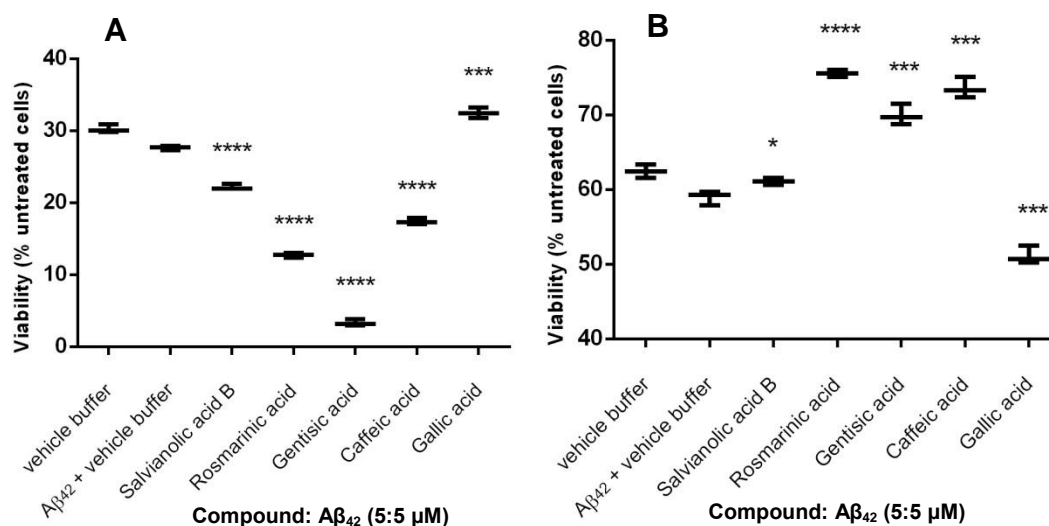 A
Viability (% untreated cells)
40
30
20
10
0
****
****
****
****
***
vehicle buffer
Aβ42 + vehicle buffer
Salvianolic acid B
Rosmarinic acid
Gentisic acid
Caffeic acid
Gallic acid
Compound: Aβ42 (5:5 µM)
B
Viability (% untreated cells)
80
70
60
50
40
*
****
***
***
***
vehicle buffer
Aβ42 + vehicle buffer
Salvianolic acid B
Rosmarinic acid
Gentisic acid
Caffeic acid
Gallic acid
Compound: Aβ42 (5:5 µM)